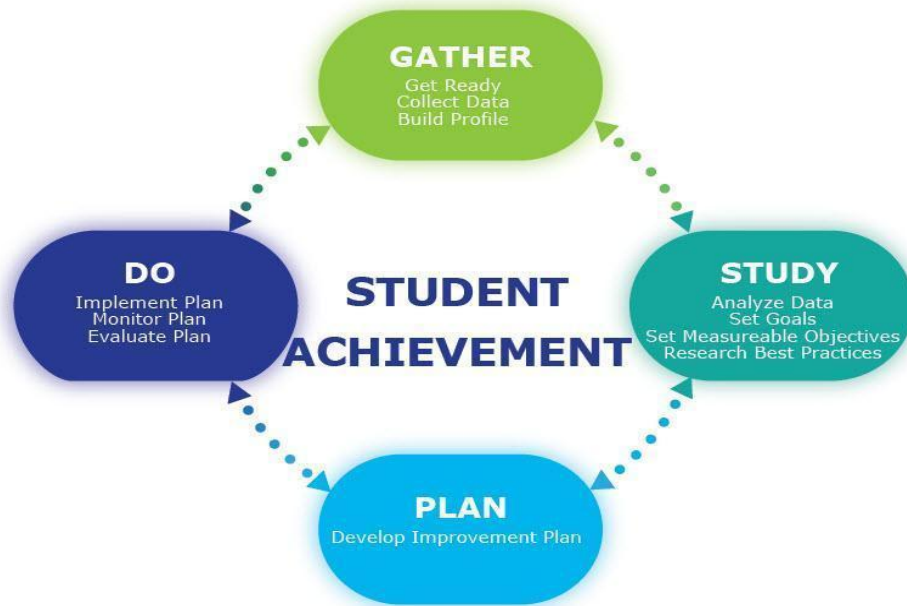 GATHER
Get Ready
Collect Data
Build Profile
DO
Implement Plan
Monitor Plan
Evaluate Plan
STUDENT
ACHIEVEMENT
STUDY
Analyze Data
Set Goals
Set Measureable Objectives
Research Best Practices
PLAN
Develop Improvement Plan